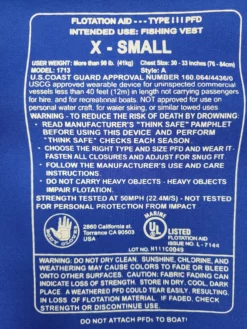 FLOTATION AID---TYPE III PFD
INTENDED USE: FISHING VEST
X - SMALL
USER: More than 90 lb. (41kg) Chest Size: 30 - 33 inches (76 - 84cm)
MODEL: 1713 Style: A
U.S.COAST GUARD APPROVAL NUMBER 160.064/4436/0
USCG approved wearable device for uninspected commercial
vessels less than 40 feet (12m) in length not carrying passengers
for hire, and for recreational boats. NOT APPROVED for use on
personal water craft, for water skiing, or similar towed uses
WARNING - TO REDUCE THE RISK OF DEATH BY DROWNING
- READ MANUFACTURER'S "THINK SAFE" PAMPHLET
BEFORE USING THIS DEVICE AND PERFORM
"THINK SAFE" CHECKS EACH SEASON.
- CHOOSE THE RIGHT TYPE AND SIZE PFD AND WEAR IT-
FASTEN ALL CLOSURES AND ADJUST FOR SNUG FIT.
- FOLLOW THE MANUFACTURER'S USE AND CARE
INSTRUCTIONS.
- DO NOT CARRY HEAVY OBJECTS - HEAVY OBJECTS
IMPAIR FLOTATION.
STRENGTH TESTED AT 50MPH (22.4M/S) - NOT TESTED
FOR PERSONAL PROTECTION FROM IMPACT
BODY GLOVE
2860 California st.
Torrance CA 90503
USA
MARINE
UL
LISTED
FLOTATION AID
ISSUE NO. L - 7144
LOT No.
WARNING: DO NOT DRY CLEAN. SUNSHINE, CHLORINE, AND
WEATHERING MAY CAUSE COLORS TO FADE OR BLEED
ONTO OTHER SURFACES. CAUTION: FABRIC FADING CAN
INDICATE LOSS OF STRENGTH. STORE IN DRY, COOL, DARK
PLACE. A WEATHERED PFD COULD TEAR EASILY, RESULTING
IN LOSS OF FLOTATION MATERIAL. IF FADED, CHECK
STRENGTH OR DISCONTINUE USE.
DO NOT ATTACH PFDs TO BOAT!